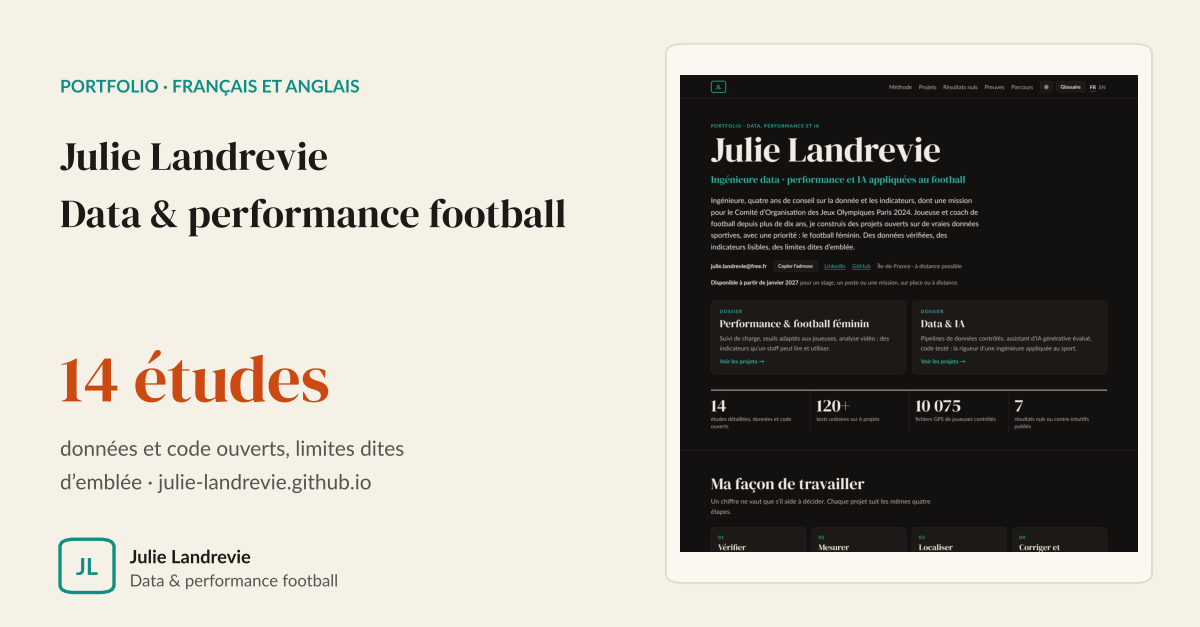 PORTFOLIO · FRANÇAIS ET ANGLAIS
Julie Landrevie
Data & performance football
14 études
données et code ouverts, limites dites
d’emblée · julie-landrevie.github.io
JL
Julie Landrevie
Data & performance football
JL
Méthode Projets Résultats nuls Preuves Parcours Glossaire FR EN
PORTFOLIO · DATA, PERFORMANCE ET IA
Julie Landrevie
Ingénieure data · performance et IA appliquées au football
Ingénieure, quatre ans de conseil sur la donnée et les indicateurs, dont une mission
pour le Comité d’Organisation des Jeux Olympiques Paris 2024. Joueuse et coach de
football depuis plus de dix ans, je construis des projets ouverts sur de vraies données
sportives, avec une priorité : le football féminin. Des données vérifiées, des
indicateurs lisibles, des limites dites d’emblée.
julie.landrevie@free.fr Copier l’adresse LinkedIn GitHub Île-de-France · à distance possible
Disponible à partir de janvier 2027 pour un stage, un poste ou une mission, sur place ou à distance.
DOSSIER
Performance & football féminin
Suivi de charge, seuils adaptés aux joueuses, analyse vidéo : des
indicateurs qu’un staff peut lire et utiliser.
Voir les projets →
DOSSIER
Data & IA
Pipelines de données contrôlés, assistant d’IA générative évalué,
code testé : la rigueur d’une ingénieure appliquée au sport.
Voir les projets →
14
études détaillées, données et code
ouverts
120+
tests unitaires sur 6 projets
10 075
fichiers GPS de joueuses contrôlés
7
résultats nuls ou contre-intuitifs
publiés
Ma façon de travailler
Un chiffre ne vaut que s’il aide à décider. Chaque projet suit les mêmes quatre
étapes.
01
Vérifier
02
Mesurer
03
Localiser
04
Corriger et